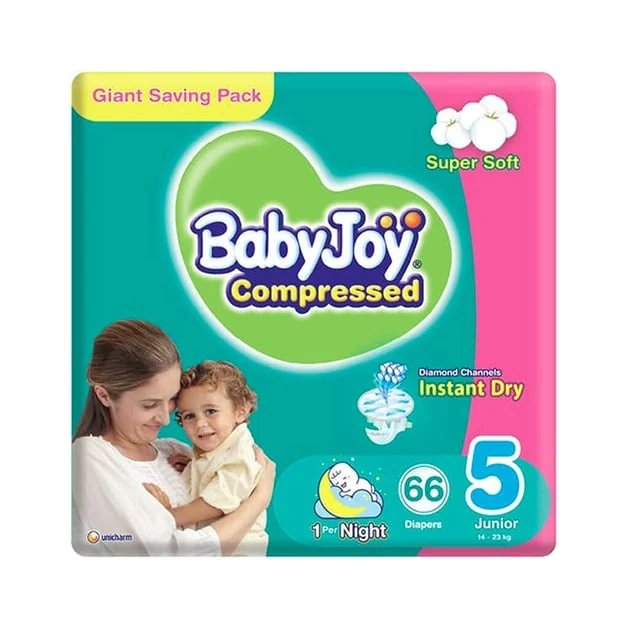 Giant Saving Pack
Super Soft
BabyJoy®
Compressed
Diamond Channels
Instant Dry
1 Per Night
66
Diapers
5
Junior
14 - 23 kg
unicharm